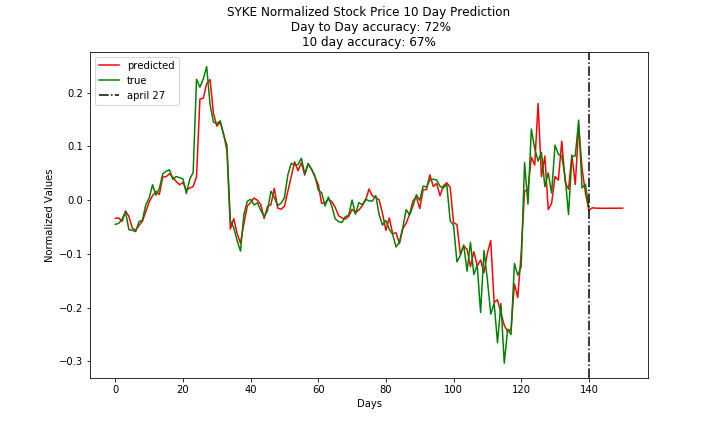 SYKE Normalized Stock Price 10 Day Prediction
Day to Day accuracy: 72%
10 day accuracy: 67%
predicted
true
april 27
0.2
0.1
0.0
−0.1
−0.2
−0.3
Normalized Values
0
20
40
60
80
100
120
140
Days